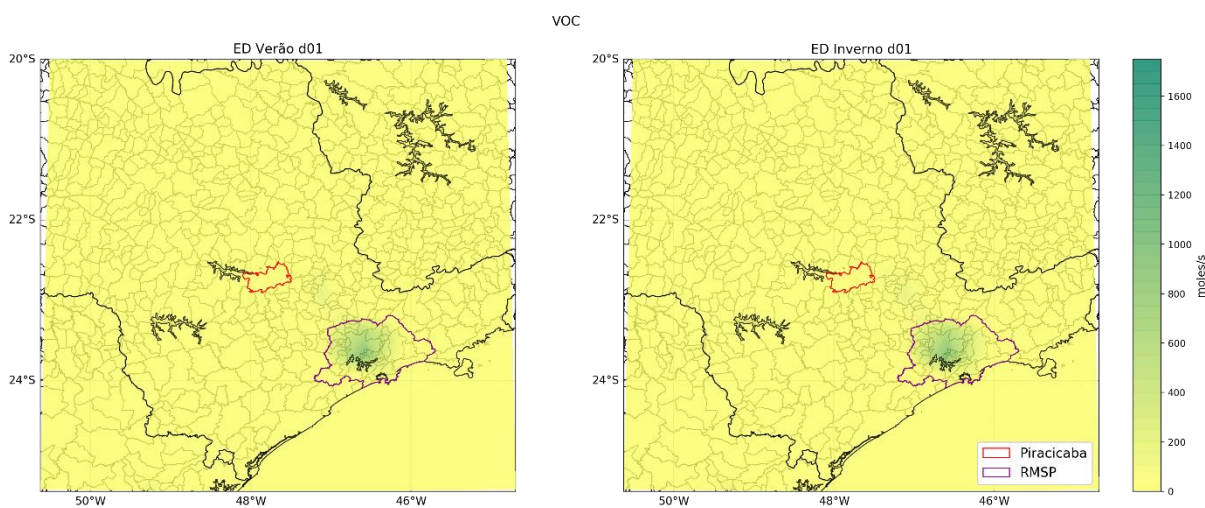 VOC
ED Verão d01
20°S
22°S
24°S
50°W
48°W
46°W
ED Inverno d01
20°S
22°S
24°S
50°W
48°W
46°W
Piracicaba
RMSP
1600
1400
1200
1000
800
600
400
200
0
moles/s